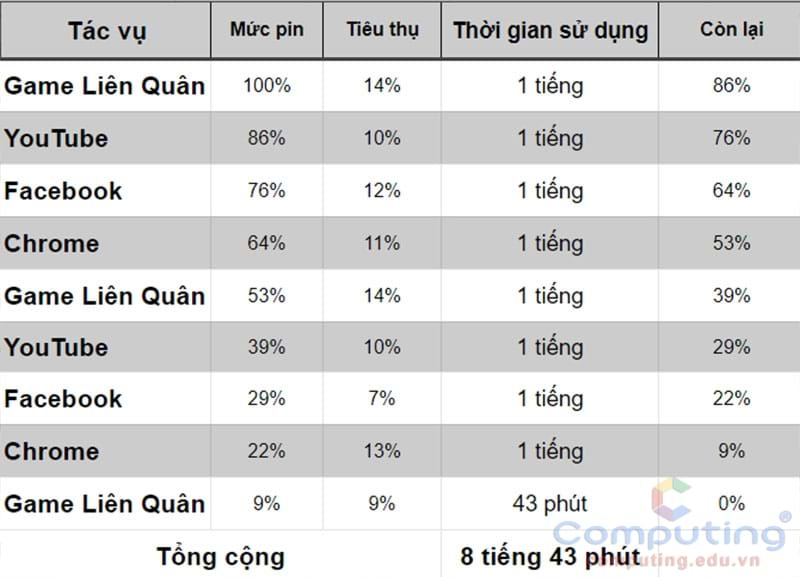 Tác vụ Mức pin Tiêu thụ Thời gian sử dụng Còn lại
Game Liên Quân 100% 14% 1 tiếng 86%
YouTube 86% 10% 1 tiếng 76%
Facebook 76% 12% 1 tiếng 64%
Chrome 64% 11% 1 tiếng 53%
Game Liên Quân 53% 14% 1 tiếng 39%
YouTube 39% 10% 1 tiếng 29%
Facebook 29% 7% 1 tiếng 22%
Chrome 22% 13% 1 tiếng 9%
Game Liên Quân 9% 9% 43 phút 0%
Tổng cộng 8 tiếng 43 phút
Computing®
computing.edu.vn